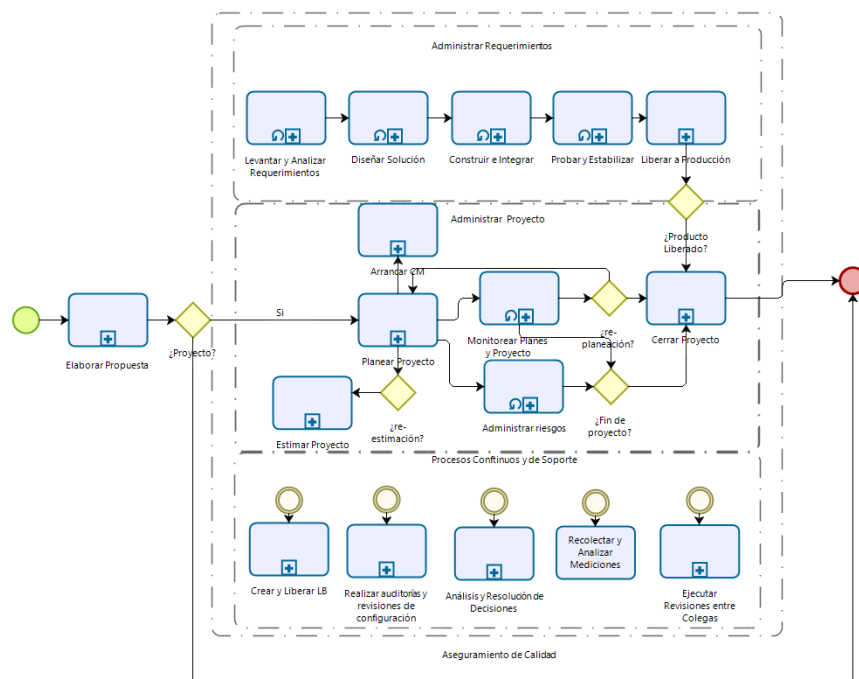 Administrar Requerimientos
Levantar y Analizar
Requerimientos
Diseñar Solución
Construir e Integrar
Probar y Estabilizar
Liberar a Producción
Administrar Proyecto
¿Producto
Liberado?
Arrancar CM
Si
Elaborar Propuesta
¿Proyecto?
Planear Proyecto
Monitorear Planes
y Proyecto
¿re-
planeación?
Cerrar Proyecto
Estimar Proyecto
¿re-
estimación?
Administrar riesgos
¿Fin de
proyecto?
Procesos Contínuos y de Soporte
Crear y Liberar LB
Realizar auditorías y
revisiones de
configuración
Análisis y Resolución de
Decisiones
Recolectar y
Analizar
Mediciones
Ejecutar
Revisiones entre
Colegas
Aseguramiento de Calidad